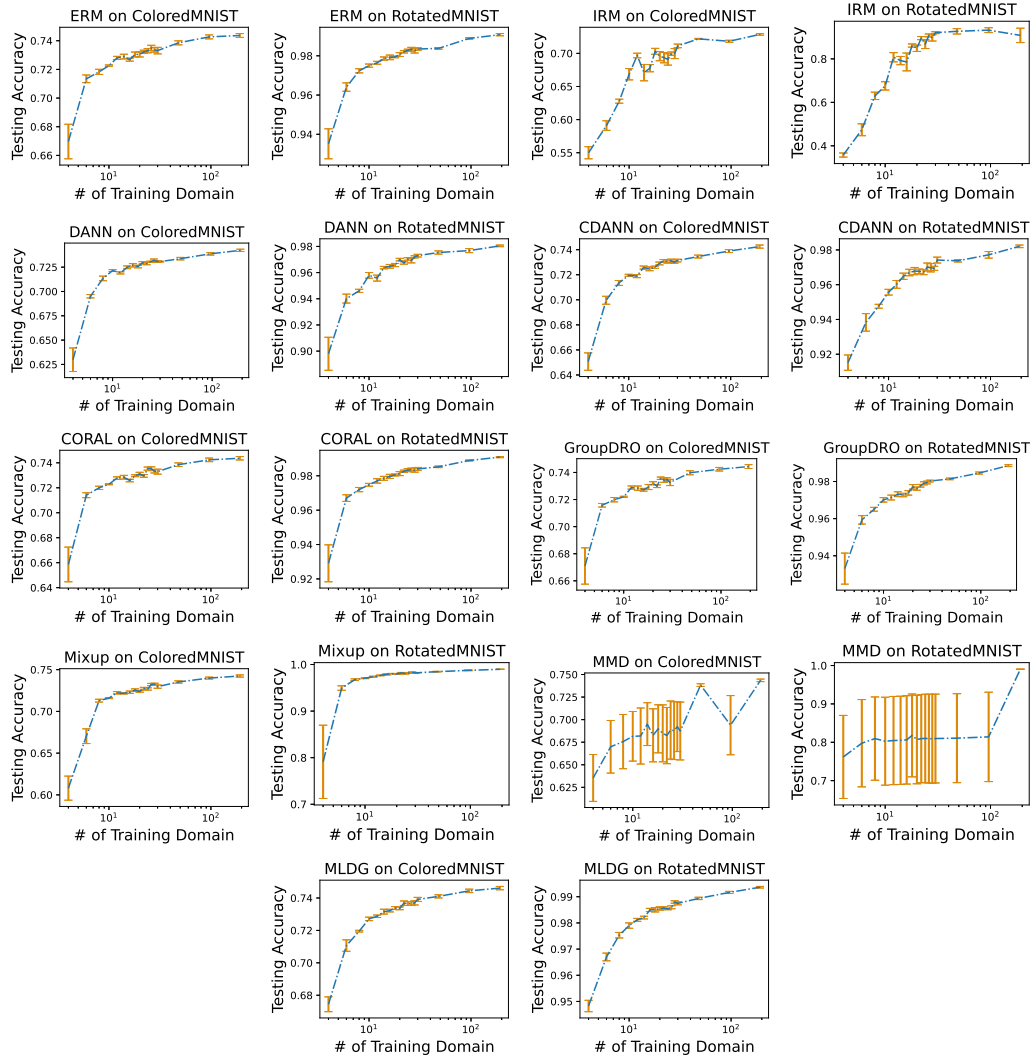 ERM on ColoredMNIST
Testing Accuracy
0.74
0.72
0.70
0.68
0.66
10¹
10²
# of Training Domain
ERM on RotatedMNIST
Testing Accuracy
0.98
0.96
0.94
10¹
10²
# of Training Domain
IRM on ColoredMNIST
Testing Accuracy
0.70
0.65
0.60
0.55
10¹
10²
# of Training Domain
IRM on RotatedMNIST
Testing Accuracy
0.8
0.6
0.4
10¹
10²
# of Training Domain
DANN on ColoredMNIST
Testing Accuracy
0.725
0.700
0.675
0.650
0.625
10¹
10²
# of Training Domain
DANN on RotatedMNIST
Testing Accuracy
0.98
0.96
0.94
0.92
0.90
10¹
10²
# of Training Domain
CDANN on ColoredMNIST
Testing Accuracy
0.74
0.72
0.70
0.68
0.66
0.64
10¹
10²
# of Training Domain
CDANN on RotatedMNIST
Testing Accuracy
0.98
0.96
0.94
0.92
10¹
10²
# of Training Domain
CORAL on ColoredMNIST
Testing Accuracy
0.74
0.72
0.70
0.68
0.66
0.64
10¹
10²
# of Training Domain
CORAL on RotatedMNIST
Testing Accuracy
0.98
0.96
0.94
0.92
10¹
10²
# of Training Domain
GroupDRO on ColoredMNIST
Testing Accuracy
0.74
0.72
0.70
0.68
0.66
10¹
10²
# of Training Domain
GroupDRO on RotatedMNIST
Testing Accuracy
0.98
0.96
0.94
10¹
10²
# of Training Domain
Mixup on ColoredMNIST
Testing Accuracy
0.75
0.70
0.65
0.60
10¹
10²
# of Training Domain
Mixup on RotatedMNIST
Testing Accuracy
1.0
0.9
0.8
0.7
10¹
10²
# of Training Domain
MMD on ColoredMNIST
Testing Accuracy
0.750
0.725
0.700
0.675
0.650
0.625
10¹
10²
# of Training Domain
MMD on RotatedMNIST
Testing Accuracy
1.0
0.9
0.8
0.7
10¹
10²
# of Training Domain
MLDG on ColoredMNIST
Testing Accuracy
0.74
0.72
0.70
0.68
10¹
10²
# of Training Domain
MLDG on RotatedMNIST
Testing Accuracy
0.99
0.98
0.97
0.96
0.95
10¹
10²
# of Training Domain